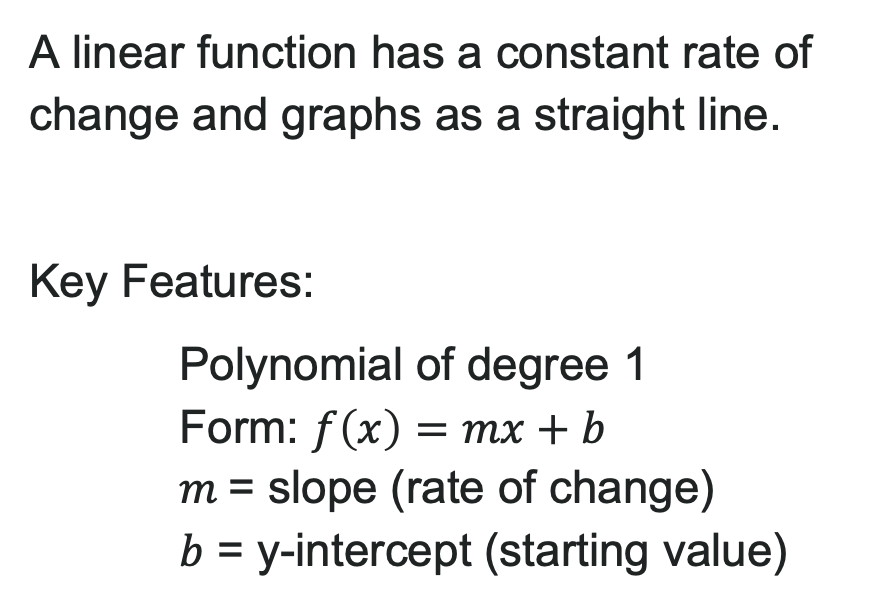 A linear function has a constant rate of
change and graphs as a straight line.
Key Features:
Polynomial of degree 1
Form: 𝑓(𝑥) = 𝑚𝑥 + 𝑏
𝑚 = slope (rate of change)
𝑏 = y-intercept (starting value)